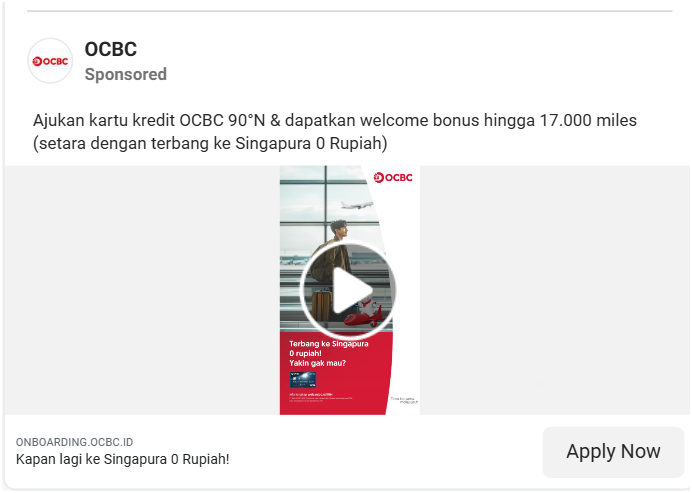 OCBC
OCBC
Sponsored
Ajukan kartu kredit OCBC 90°N & dapatkan welcome bonus hingga 17.000 miles
(setara dengan terbang ke Singapura 0 Rupiah)
OCBC
Terbang ke Singapura
0 rupiah!
Yakin gak mau?
ONBOARDING.OCBC.ID
Kapan lagi ke Singapura 0 Rupiah!
Apply Now